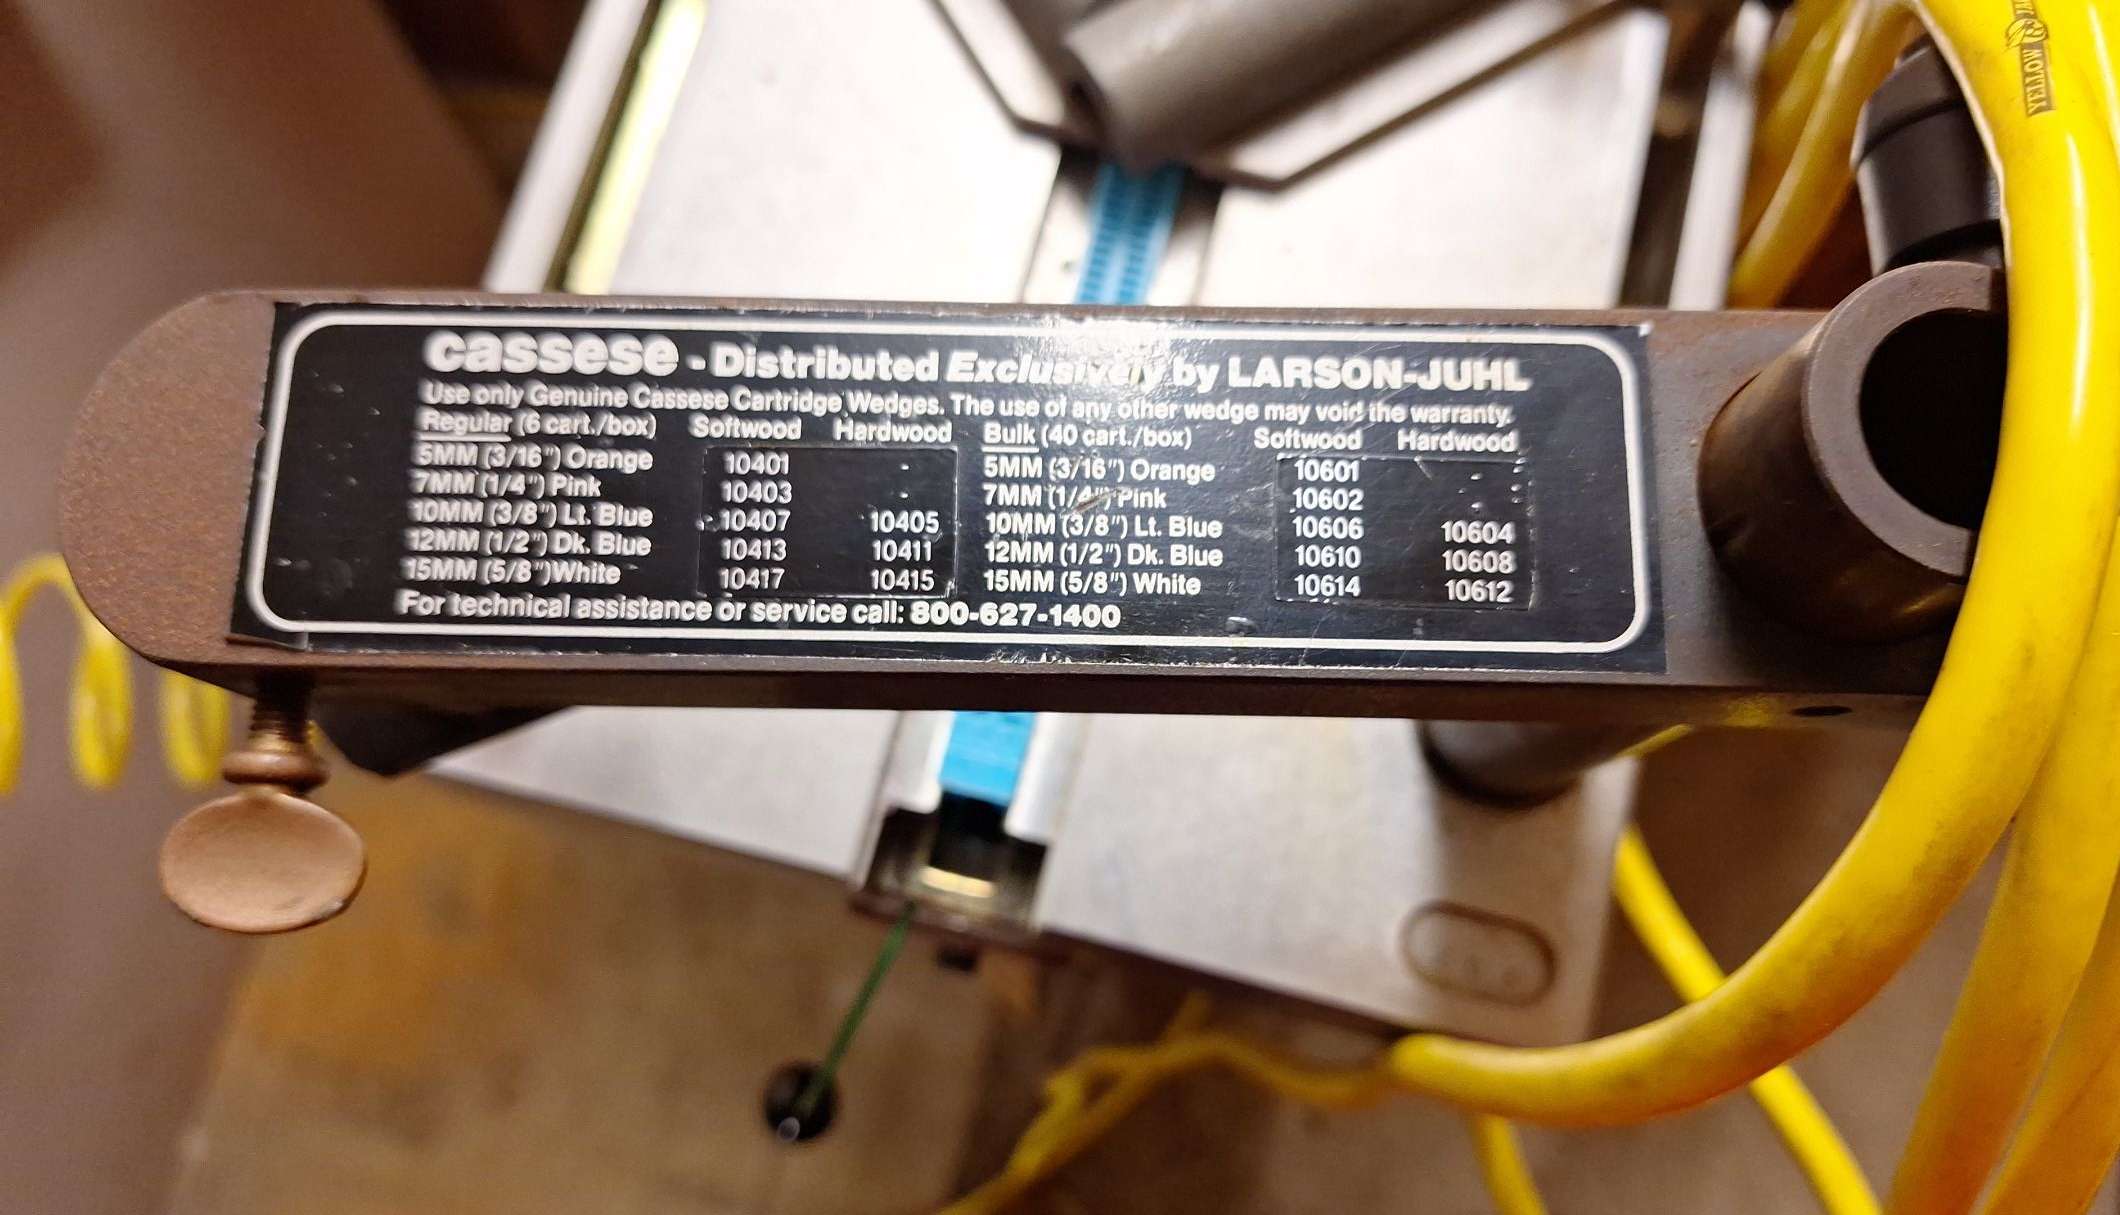 cassese - Distributed Exclusively by LARSON-JUHL
Use only Genuine Cassese Cartridge Wedges. The use of any other wedge may void the warranty.
Regular (6 cart./box) Softwood Hardwood Bulk (40 cart./box) Softwood Hardwood
5MM (3/16") Orange 10401 - 5MM (3/16") Orange 10601 -
7MM (1/4") Pink 10403 - 7MM (1/4") Pink 10602 -
10MM (3/8") Lt. Blue 10407 10405 10MM (3/8") Lt. Blue 10606 10604
12MM (1/2") Dk. Blue 10413 10411 12MM (1/2") Dk. Blue 10610 10608
15MM (5/8")White 10417 10415 15MM (5/8") White 10614 10612
For technical assistance or service call: 800-627-1400
YELLOW